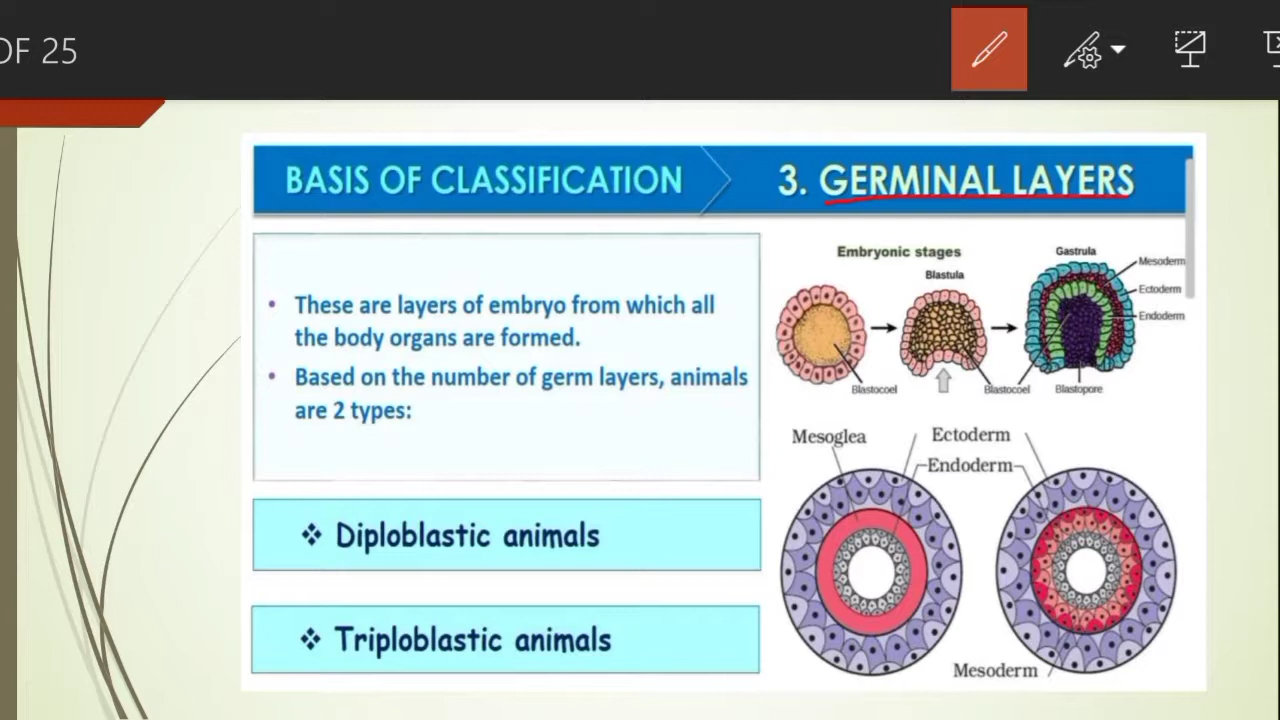 OF 25
BASIS OF CLASSIFICATION
3. GERMINAL LAYERS
• These are layers of embryo from which all
the body organs are formed.
• Based on the number of germ layers, animals
are 2 types:
❖ Diploblastic animals
❖ Triploblastic animals
Embryonic stages
Blastula
Gastrula
Mesoderm
Ectoderm
Endoderm
Blastocoel
Blastocoel
Blastopore
Mesoglea
Ectoderm
Endoderm
Mesoderm